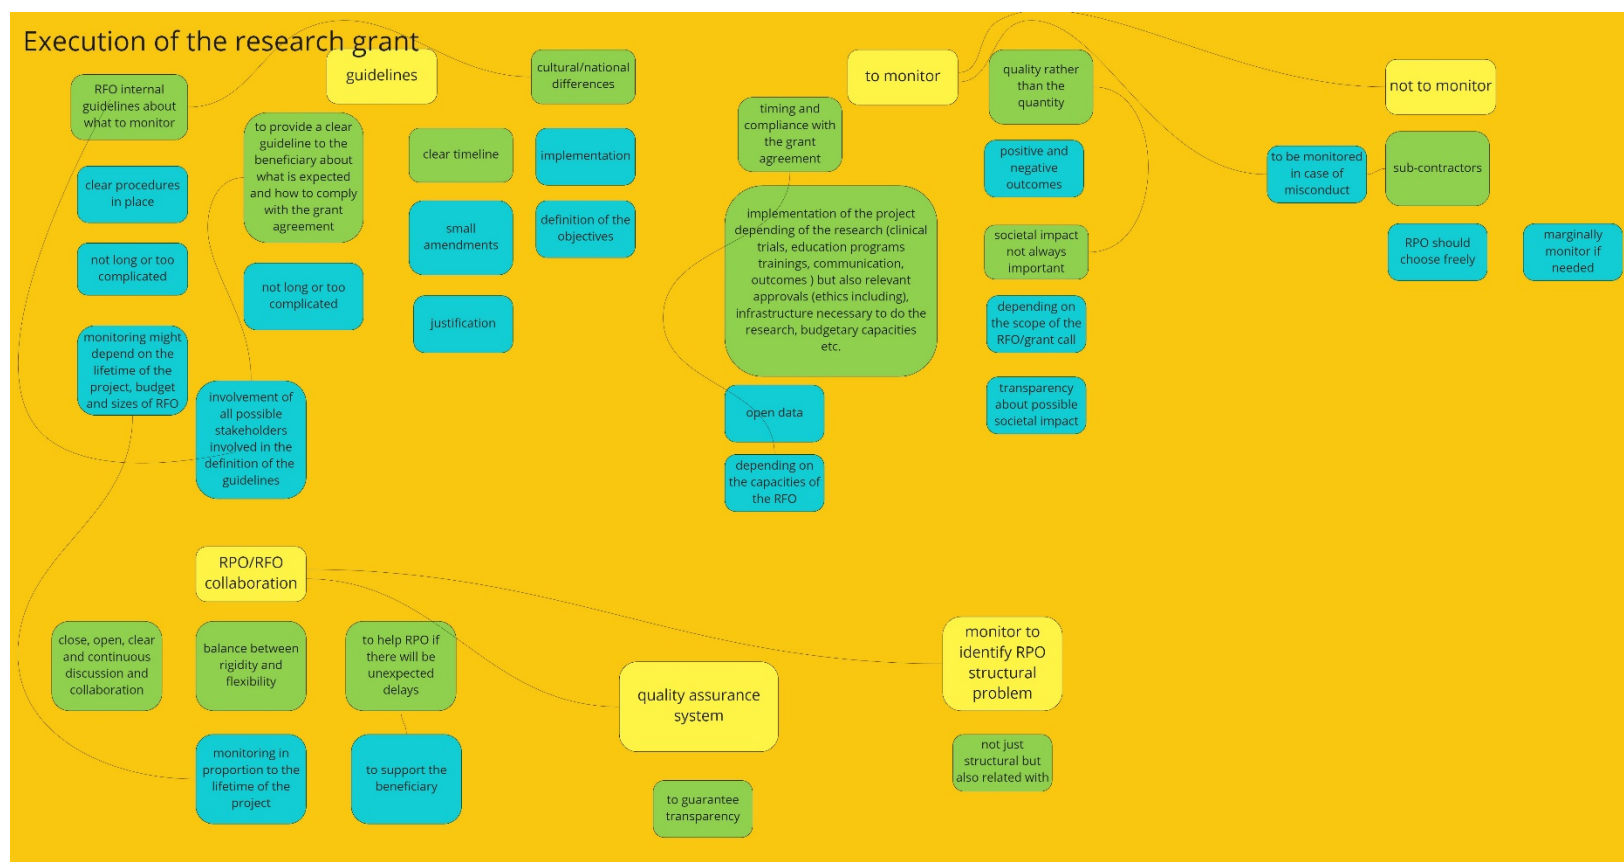 Execution of the research grant
guidelines
RFO internal
guidelines about
what to monitor
clear procedures
in place
not long or too
complicated
monitoring might
depend on the
lifetime of the
project, budget
and sizes of RFO
to provide a clear
guideline to the
beneficiary about
what is expected
and how to comply
with the grant
agreement
not long or too
complicated
involvement of
all possible
stakeholders
involved in the
definition of the
guidelines
clear timeline
small
amendments
justification
cultural/national
differences
implementation
definition of the
objectives
to monitor
timing and
compliance with
the grant
agreement
implementation of the project
depending of the research (clinical
trials, education programs
trainings, communication,
outcomes ) but also relevant
approvals (ethics including),
infrastructure necessary to do the
research, budgetary capacities
etc.
open data
depending on
the capacities of
the RFO
quality rather
than the
quantity
positive and
negative
outcomes
societal impact
not always
important
depending on
the scope of the
RFO/grant call
transparency
about possible
societal impact
not to monitor
to be monitored
in case of
misconduct
sub-contractors
RPO should
choose freely
marginally
monitor if
needed
RPO/RFO
collaboration
close, open, clear
and continuous
discussion and
collaboration
balance between
rigidity and
flexibility
monitoring in
proportion to the
lifetime of the
project
to help RPO if
there will be
unexpected
delays
to support the
beneficiary
quality assurance
system
to guarantee
transparency
monitor to
identify RPO
structural
problem
not just
structural but
also related with